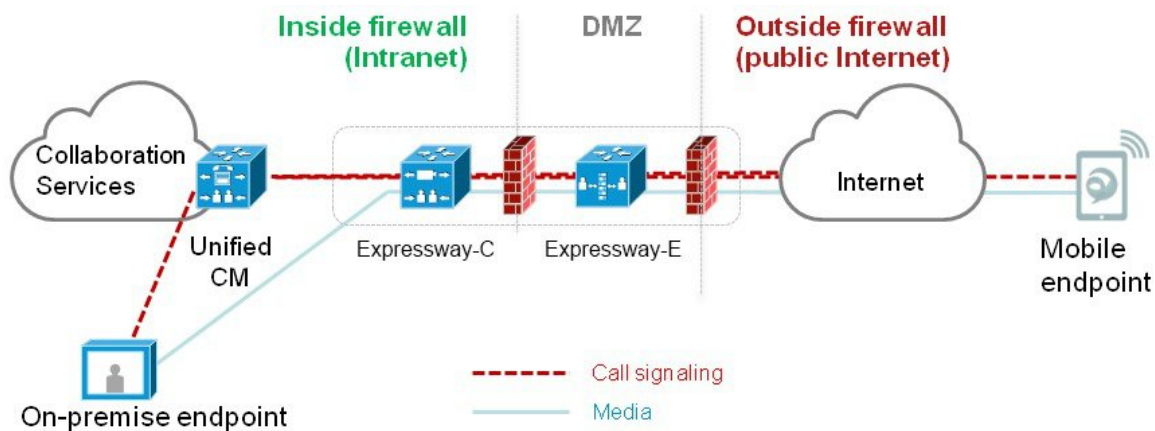 Inside firewall
(Intranet)
DMZ
Outside firewall
(public Internet)
Collaboration
Services
Internet
Unified
CM
Expressway-C
Expressway-E
Mobile
endpoint
On-premise endpoint
Call signaling
Media